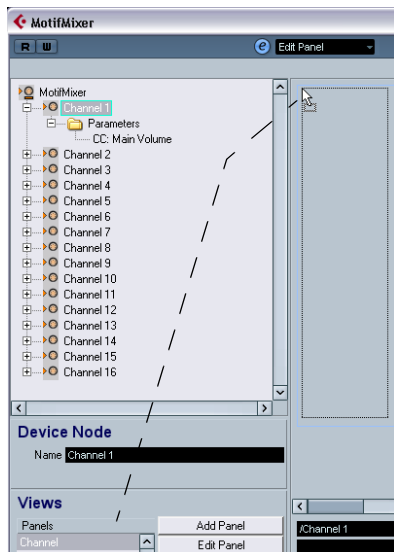 MotifMixer
R W e Edit Panel
MotifMixer
Channel 1
Parameters
CC: Main Volume
Channel 2
Channel 3
Channel 4
Channel 5
Channel 6
Channel 7
Channel 8
Channel 9
Channel 10
Channel 11
Channel 12
Channel 13
Channel 14
Channel 15
Channel 16
Device Node
Name Channel 1
Views
Panels
Add Panel
/Channel 1
Channel
Edit Panel